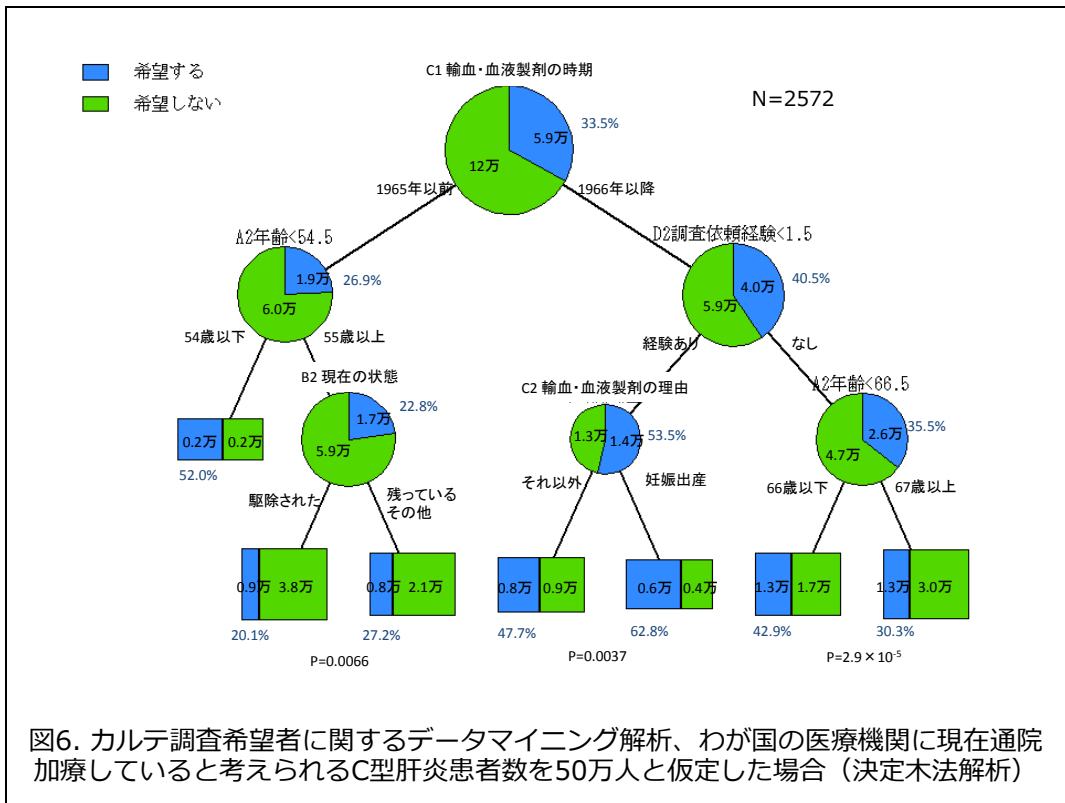 希望する
希望しない
C1 輸血・血液製剤の時期
N=2572
33.5%
5.9万
12万
1965年以前
1966年以降
A2年齢<54.5
D2調査依頼経験<1.5
1.9万
26.9%
6.0万
4.0万
40.5%
5.9万
54歳以下
55歳以上
経験あり
なし
B2 現在の状態
C2 輸血・血液製剤の理由
A2年齢<66.5
0.2万
0.2万
52.0%
1.7万
22.8%
5.9万
1.3万
1.4万
53.5%
2.6万
35.5%
4.7万
駆除された
残っている
その他
それ以外
妊娠出産
66歳以下
67歳以上
0.9万
3.8万
0.8万
2.1万
0.8万
0.9万
0.6万
0.4万
1.3万
1.7万
1.3万
3.0万
20.1%
27.2%
47.7%
62.8%
42.9%
30.3%
P=0.0066
P=0.0037
P=2.9×10⁻⁵
図6. カルテ調査希望者に関するデータマイニング解析、わが国の医療機関に現在通院
加療していると考えられるC型肝炎患者数を50万人と仮定した場合（決定木法解析）